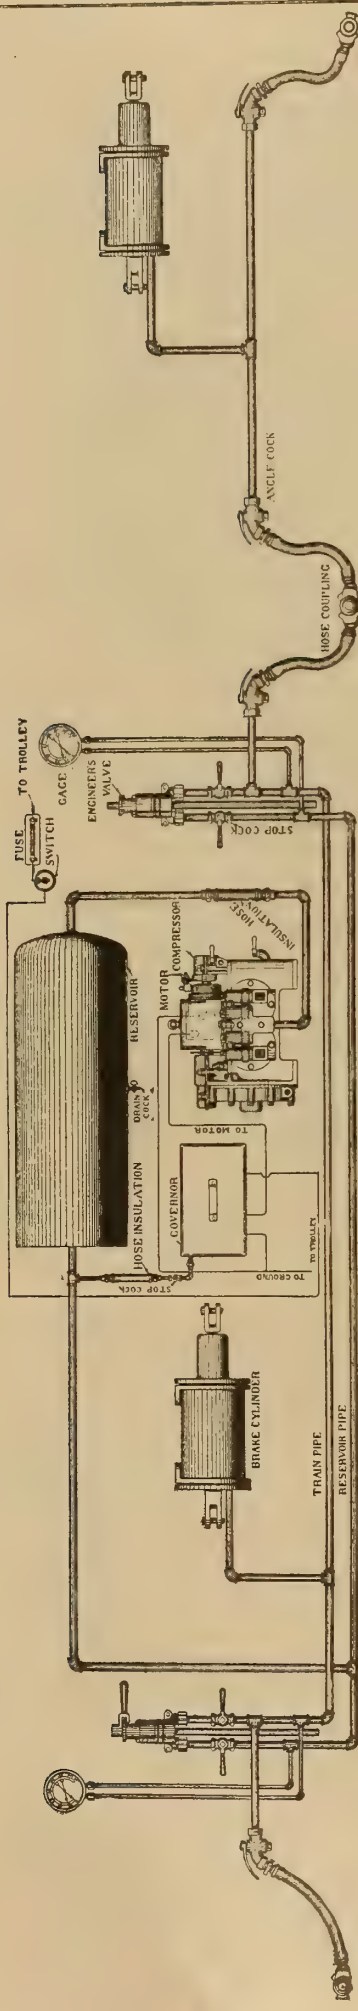 FUSE
TO TROLLEY
SWITCH
GAGE
ENGINEER'S
VALVE
STOP COCK
ANGLE COCK
HOSE COUPLING
RESERVOIR
DRAIN
COCK
HOSE INSULATION
STOP COCK
GOVERNOR
TO MOTOR
MOTOR COMPRESSOR
HOSE
INSULATION
TO GROUND
TO TROLLEY
BRAKE CYLINDER
TRAIN PIPE
RESERVOIR PIPE